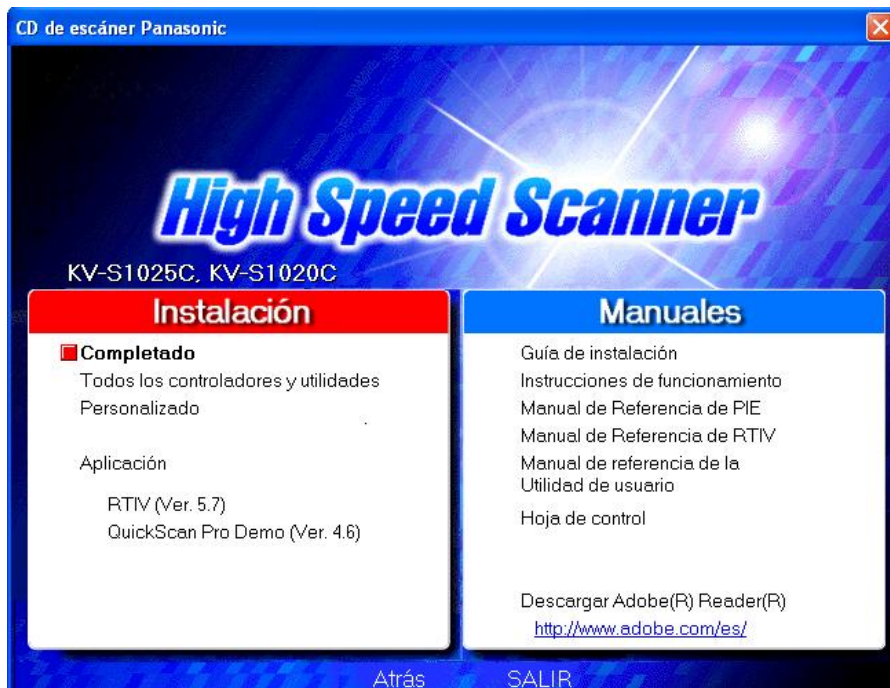 CD de escáner Panasonic
High Speed Scanner
KV-S1025C, KV-S1020C
Instalación
Completado
Todos los controladores y utilidades
Personalizado
Aplicación
RTIV (Ver. 5.7)
QuickScan Pro Demo (Ver. 4.6)
Manuales
Guía de instalación
Instrucciones de funcionamiento
Manual de Referencia de PIE
Manual de Referencia de RTIV
Manual de referencia de la
Utilidad de usuario
Hoja de control
Descargar Adobe(R) Reader(R)
http://www.adobe.com/es/
Atrás
SALIR